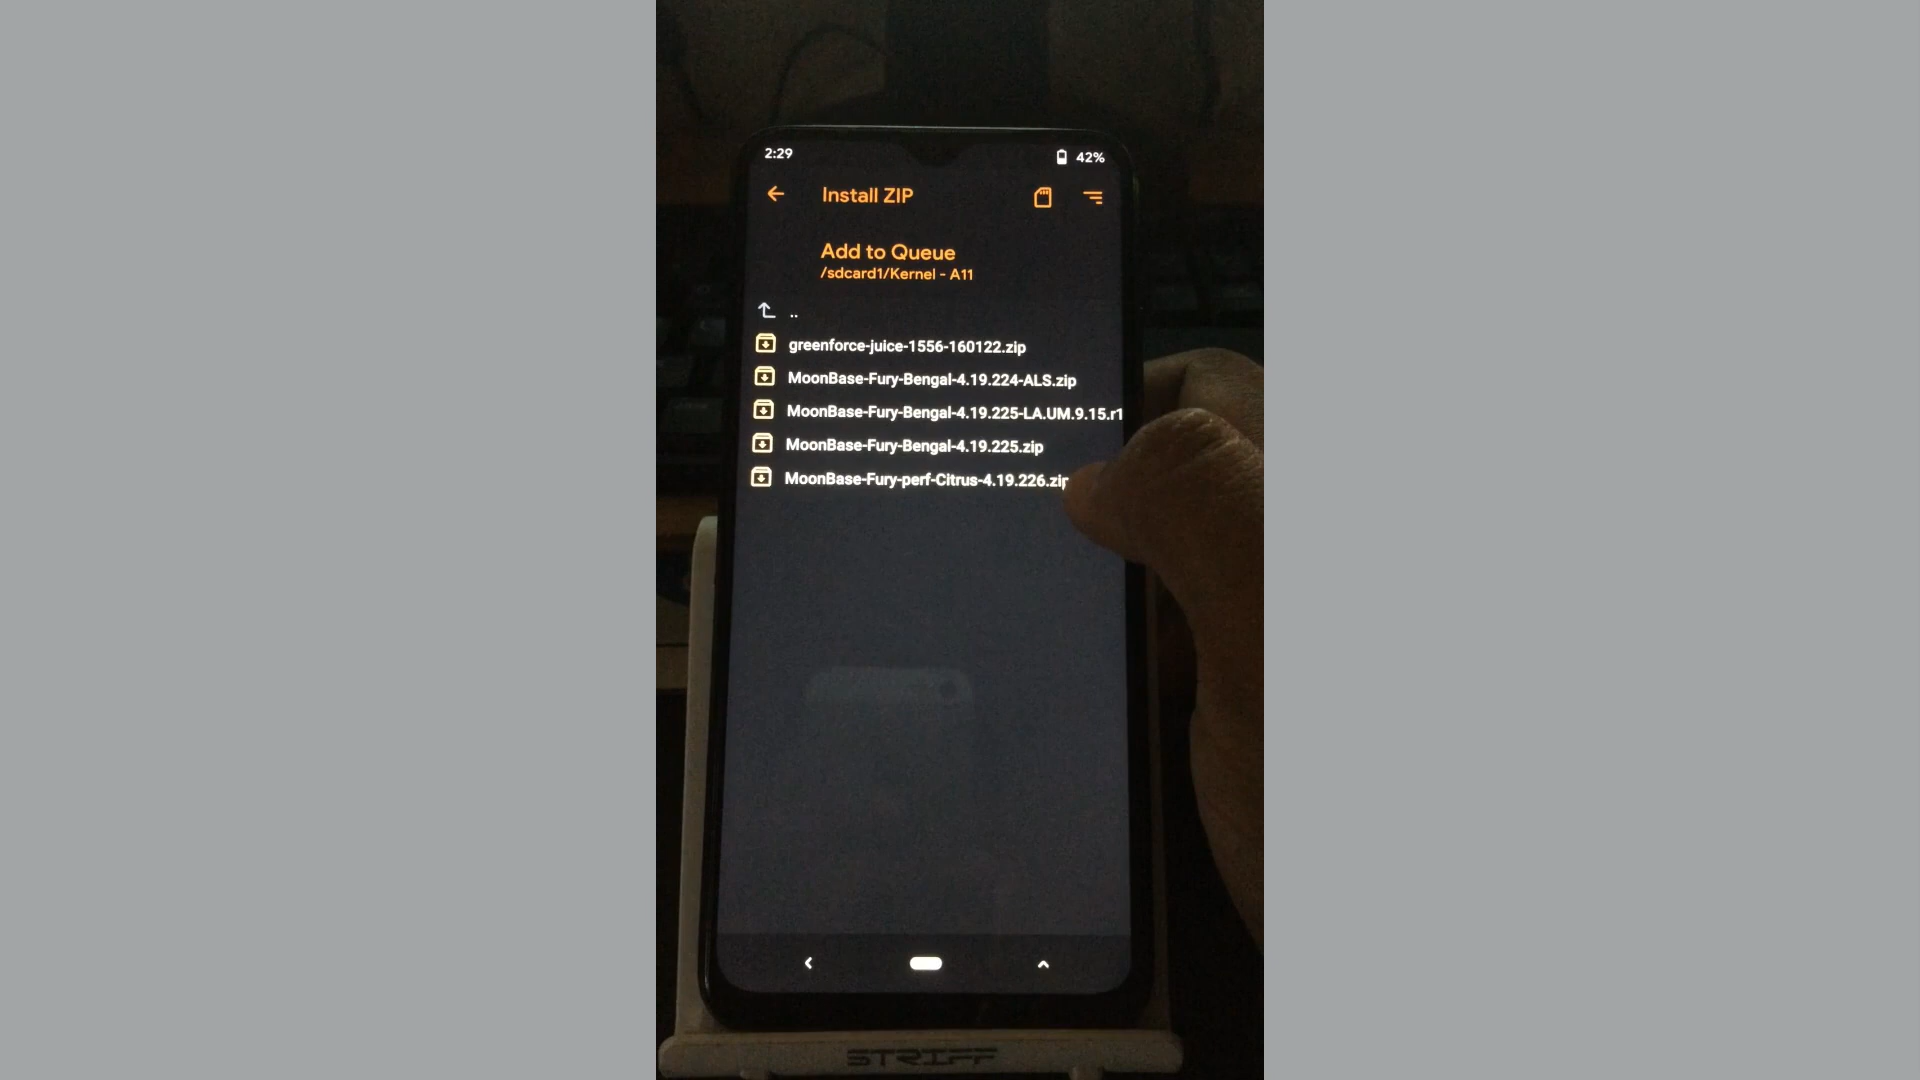 2:29
42%
Install ZIP
Add to Queue
/sdcard1/Kernel - A11
..
greenforce-juice-1556-160122.zip
MoonBase-Fury-Bengal-4.19.224-ALS.zip
MoonBase-Fury-Bengal-4.19.225-LA.UM.9.15.r1
MoonBase-Fury-Bengal-4.19.225.zip
MoonBase-Fury-perf-Citrus-4.19.226.zip
STRIFF